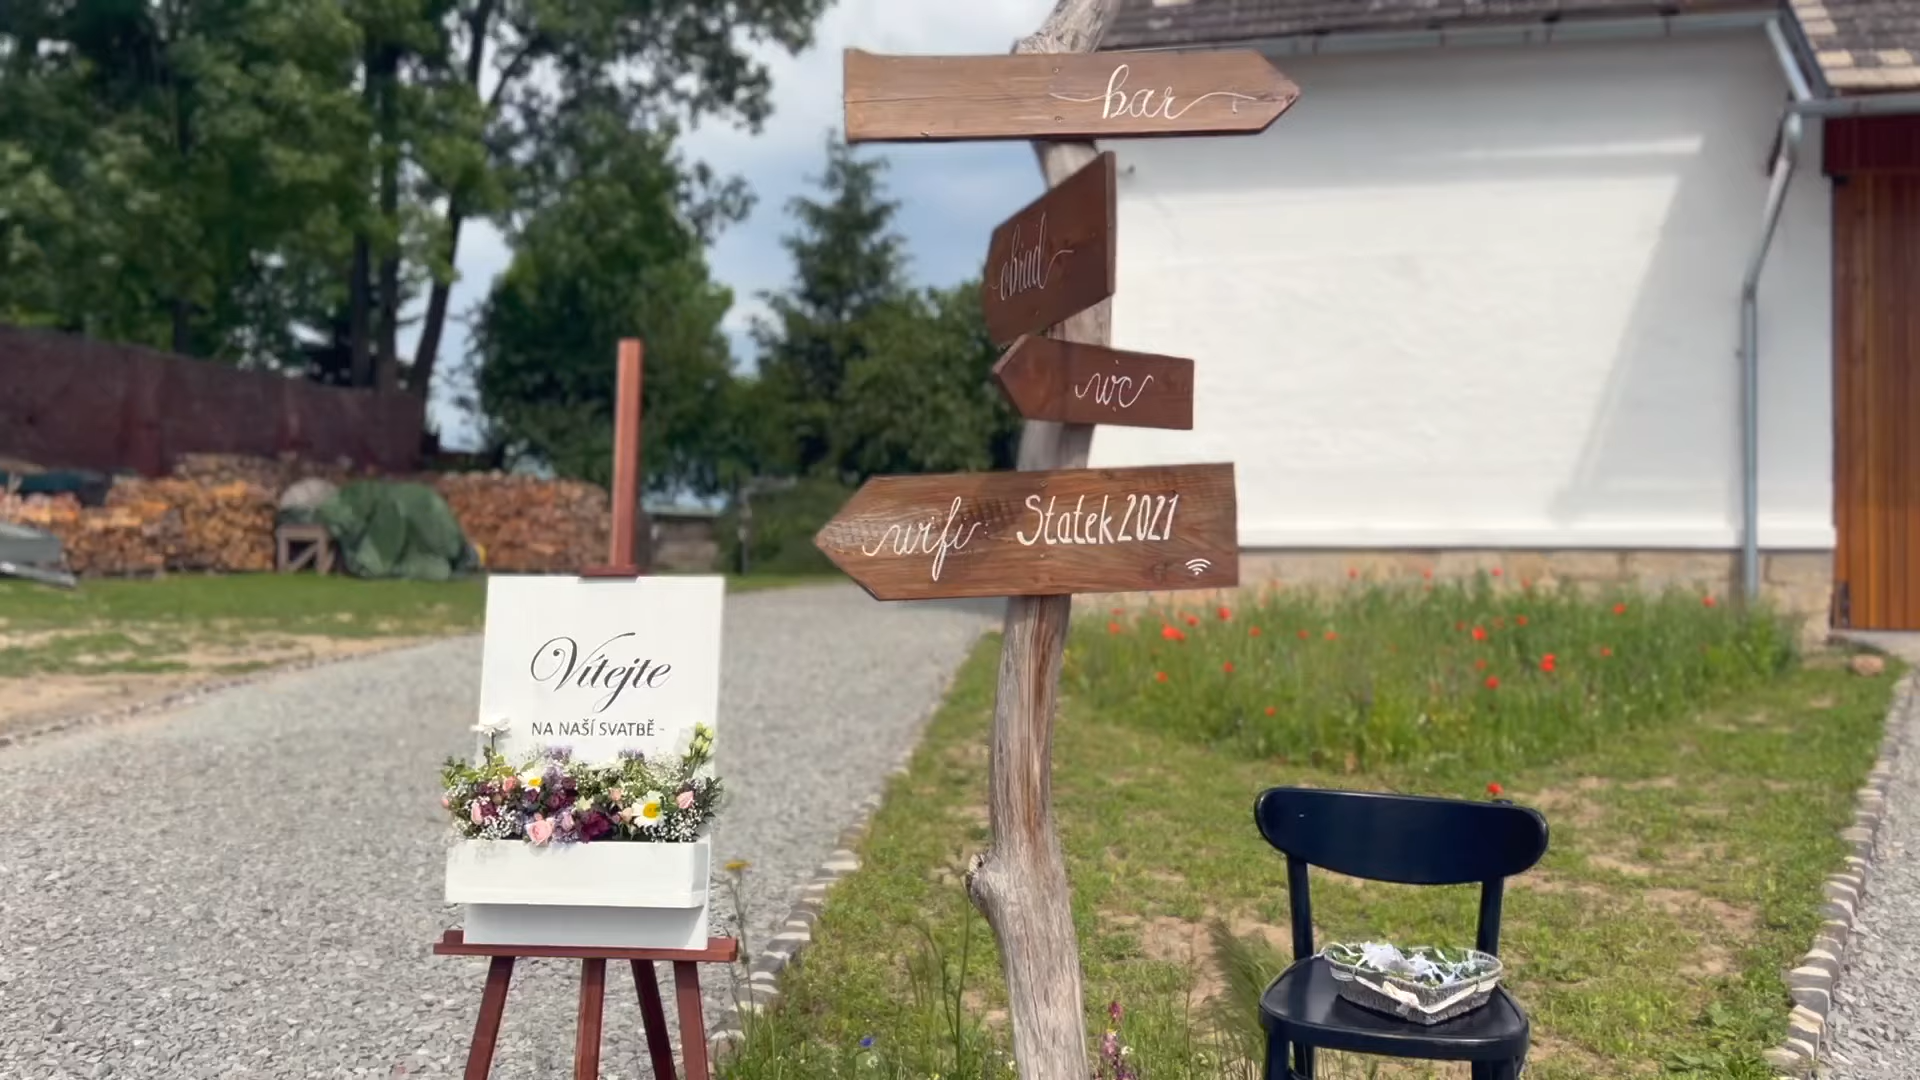 bar
obřad
wc
wifi: Statek2021
Vítejte
NA NAŠÍ SVATBĚ -